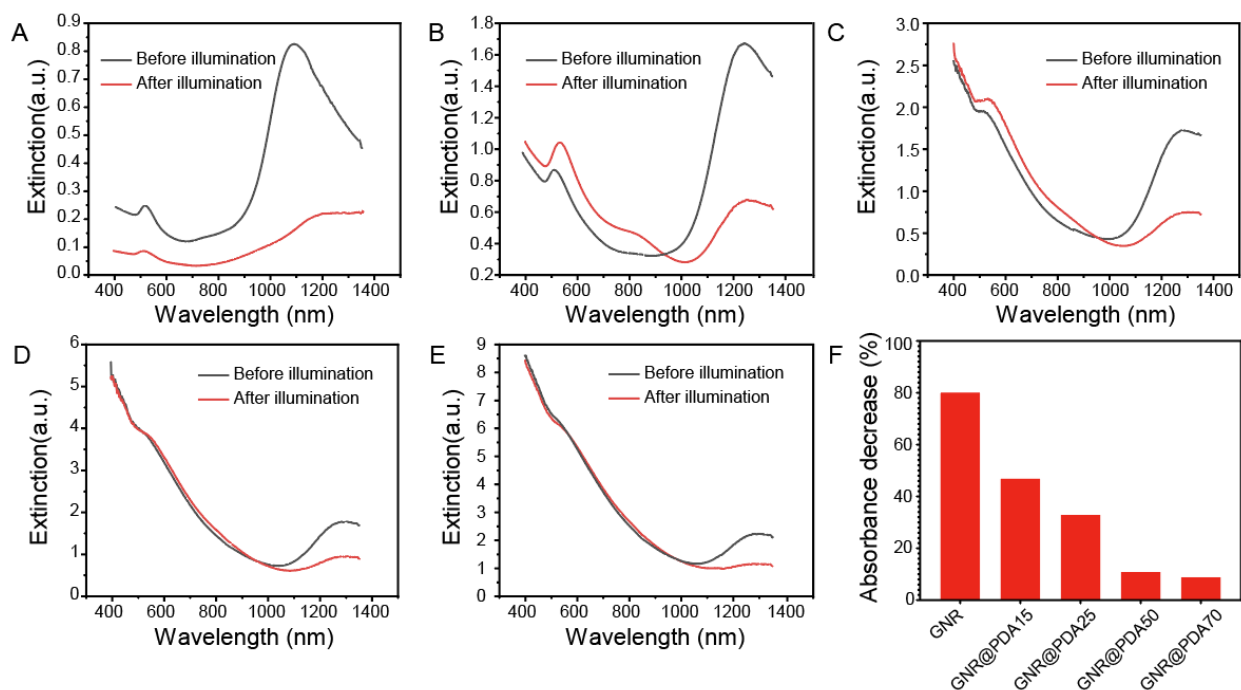 A
Extinction(a.u.)
0.9
0.8
0.7
0.6
0.5
0.4
0.3
0.2
0.1
0.0
Before illumination
After illumination
400 600 800 1000 1200 1400
Wavelength (nm)
B
Extinction(a.u.)
1.8
1.6
1.4
1.2
1.0
0.8
0.6
0.4
0.2
Before illumination
After illumination
400 600 800 1000 1200 1400
Wavelength (nm)
C
Extinction(a.u.)
3.0
2.5
2.0
1.5
1.0
0.5
0.0
Before illumination
After illumination
400 600 800 1000 1200 1400
Wavelength (nm)
D
Extinction(a.u.)
6
5
4
3
2
1
0
Before illumination
After illumination
400 600 800 1000 1200 1400
Wavelength (nm)
E
Extinction(a.u.)
9
8
7
6
5
4
3
2
1
0
Before illumination
After illumination
400 600 800 1000 1200 1400
Wavelength (nm)
F
Absorbance decrease (%)
100
80
60
40
20
0
GNR
GNR@PDA15
GNR@PDA25
GNR@PDA50
GNR@PDA70